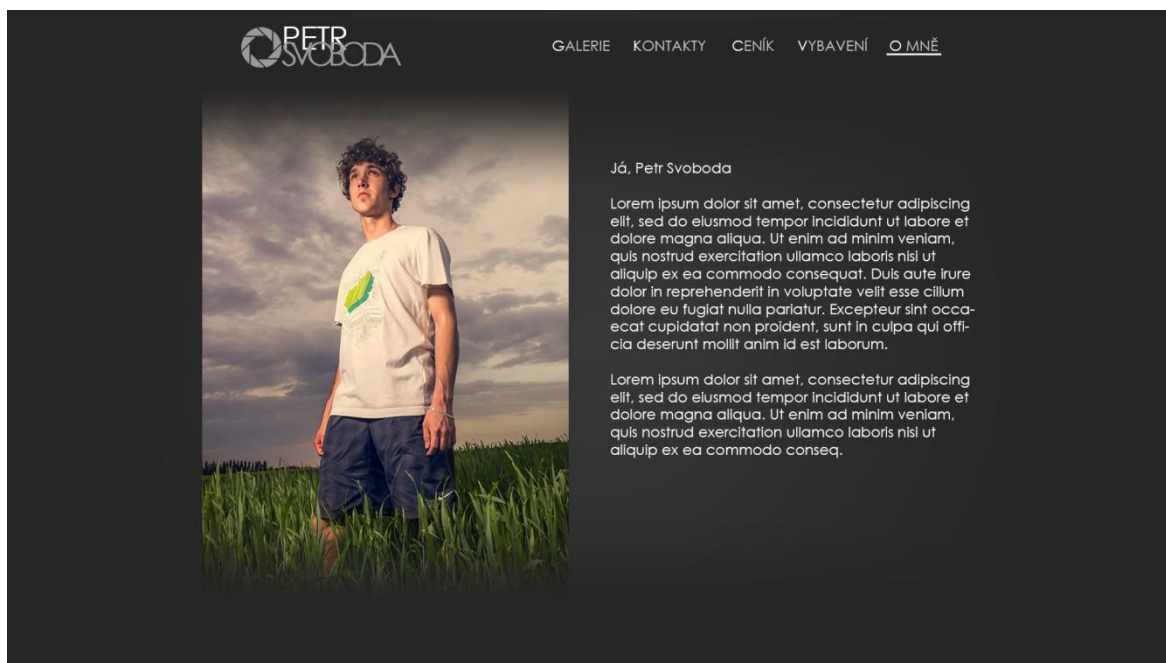 PETR
SVOBODA
GALERIE KONTAKTY CENÍK VYBAVENÍ O MNĚ
Já, Petr Svoboda
Lorem ipsum dolor sit amet, consectetur adipiscing
elit, sed do eiusmod tempor incididunt ut labore et
dolore magna aliqua. Ut enim ad minim veniam,
quis nostrud exercitation ullamco laboris nisi ut
aliquip ex ea commodo consequat. Duis aute irure
dolor in reprehenderit in voluptate velit esse cillum
dolore eu fugiat nulla pariatur. Excepteur sint occa-
ecat cupidatat non proident, sunt in culpa qui offi-
cia deserunt mollit anim id est laborum.
Lorem ipsum dolor sit amet, consectetur adipiscing
elit, sed do eiusmod tempor incididunt ut labore et
dolore magna aliqua. Ut enim ad minim veniam,
quis nostrud exercitation ullamco laboris nisi ut
aliquip ex ea commodo conseq.